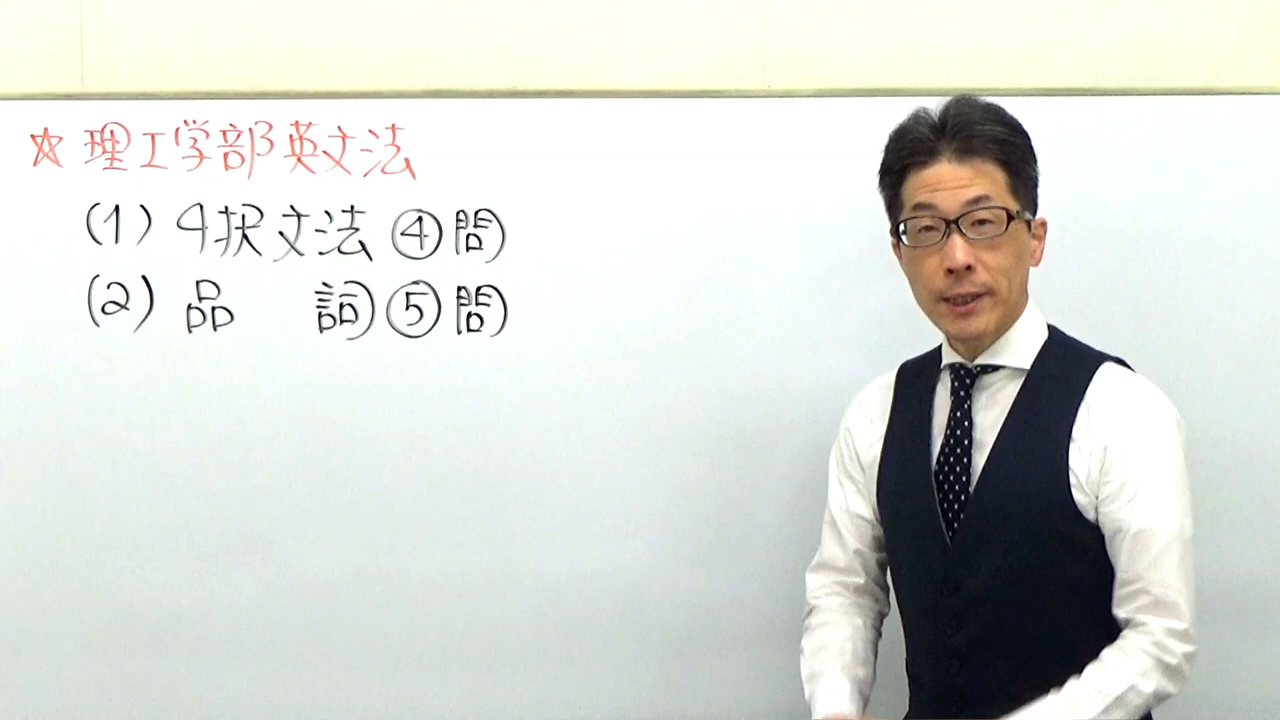 ☆ 理工学部英文法
(1) 4択文法 ④問
(2) 品 詞 ⑤問